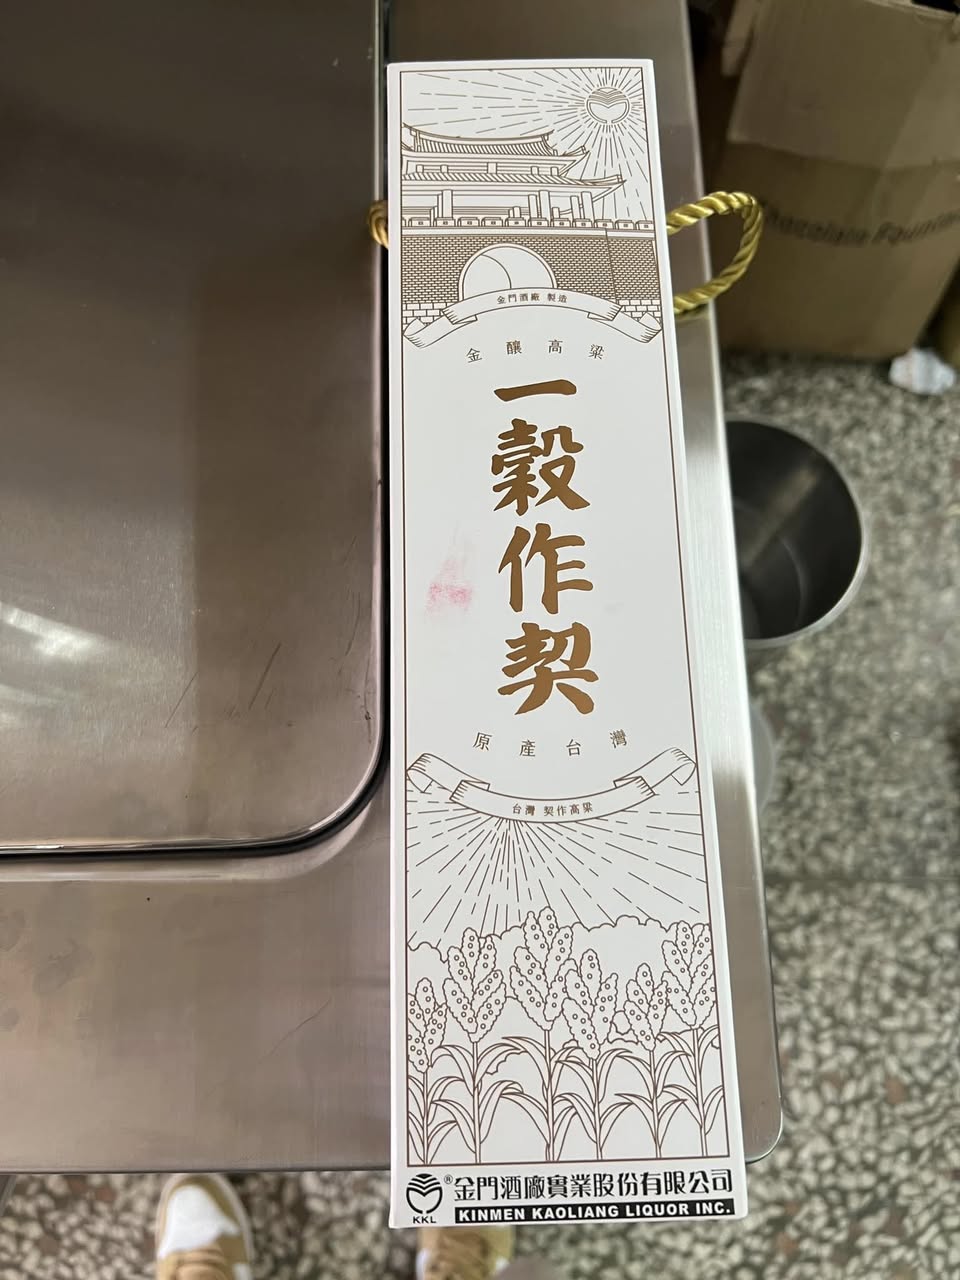 金門酒廠 製造
金釀高粱
一
穀
作
契
原產台灣
台灣 契作高粱
®金門酒廠實業股份有限公司
KKL
KINMEN KAOLIANG LIQUOR INC.